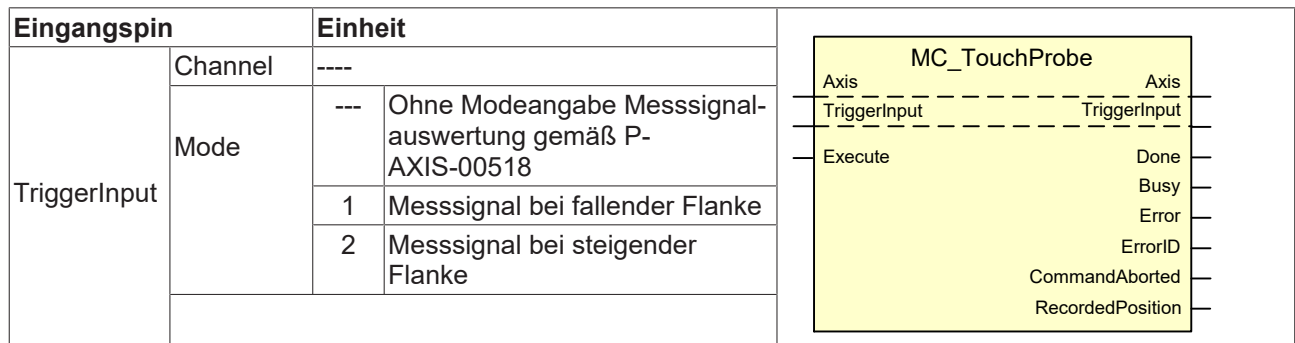 Eingangspin Einheit
TriggerInput Channel ----
Mode --- Ohne Modeangabe Messsignal-
auswertung gemäß P-
AXIS-00518
1 Messsignal bei fallender Flanke
2 Messsignal bei steigender
Flanke
MC_TouchProbe
Axis Axis
TriggerInput TriggerInput
Execute Done
Busy
Error
ErrorID
CommandAborted
RecordedPosition